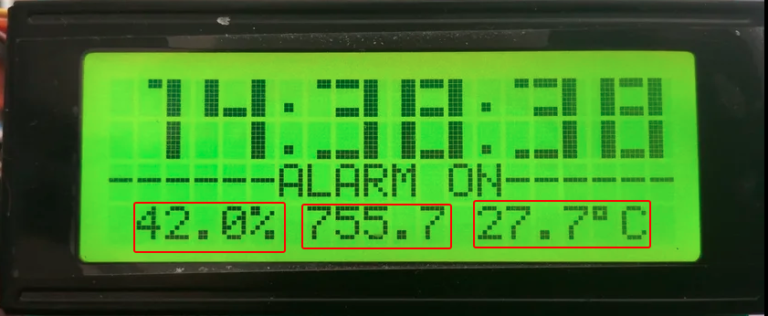 14:38:38
------ALARM ON------
42.0% 755.7 27.7°C